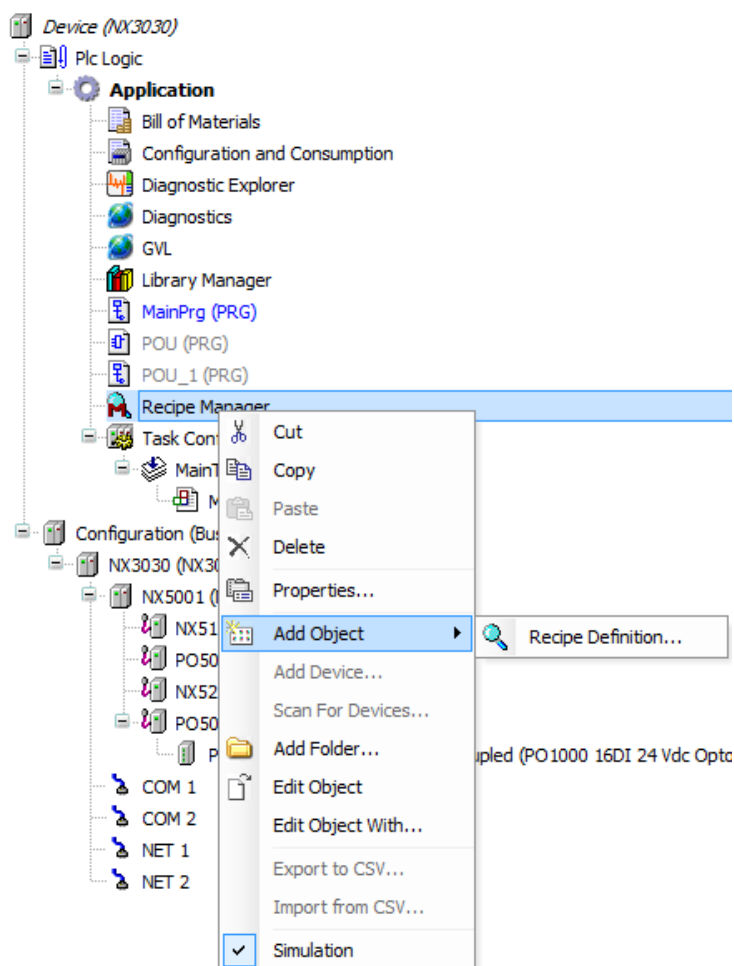 Device (NX3030)
Plc Logic
Application
Bill of Materials
Configuration and Consumption
Diagnostic Explorer
Diagnostics
GVL
Library Manager
MainPrg (PRG)
POU (PRG)
POU_1 (PRG)
Recipe Manager
Task Con
MainT
M
Configuration (Bus
NX3030 (NX30
NX5001 (
NX51
PO50
NX52
PO50
P
upled (PO1000 16DI 24 Vdc Opto
COM 1
COM 2
NET 1
NET 2
Cut
Copy
Paste
Delete
Properties...
Add Object
Recipe Definition...
Add Device...
Scan For Devices...
Add Folder...
Edit Object
Edit Object With...
Export to CSV...
Import from CSV...
Simulation